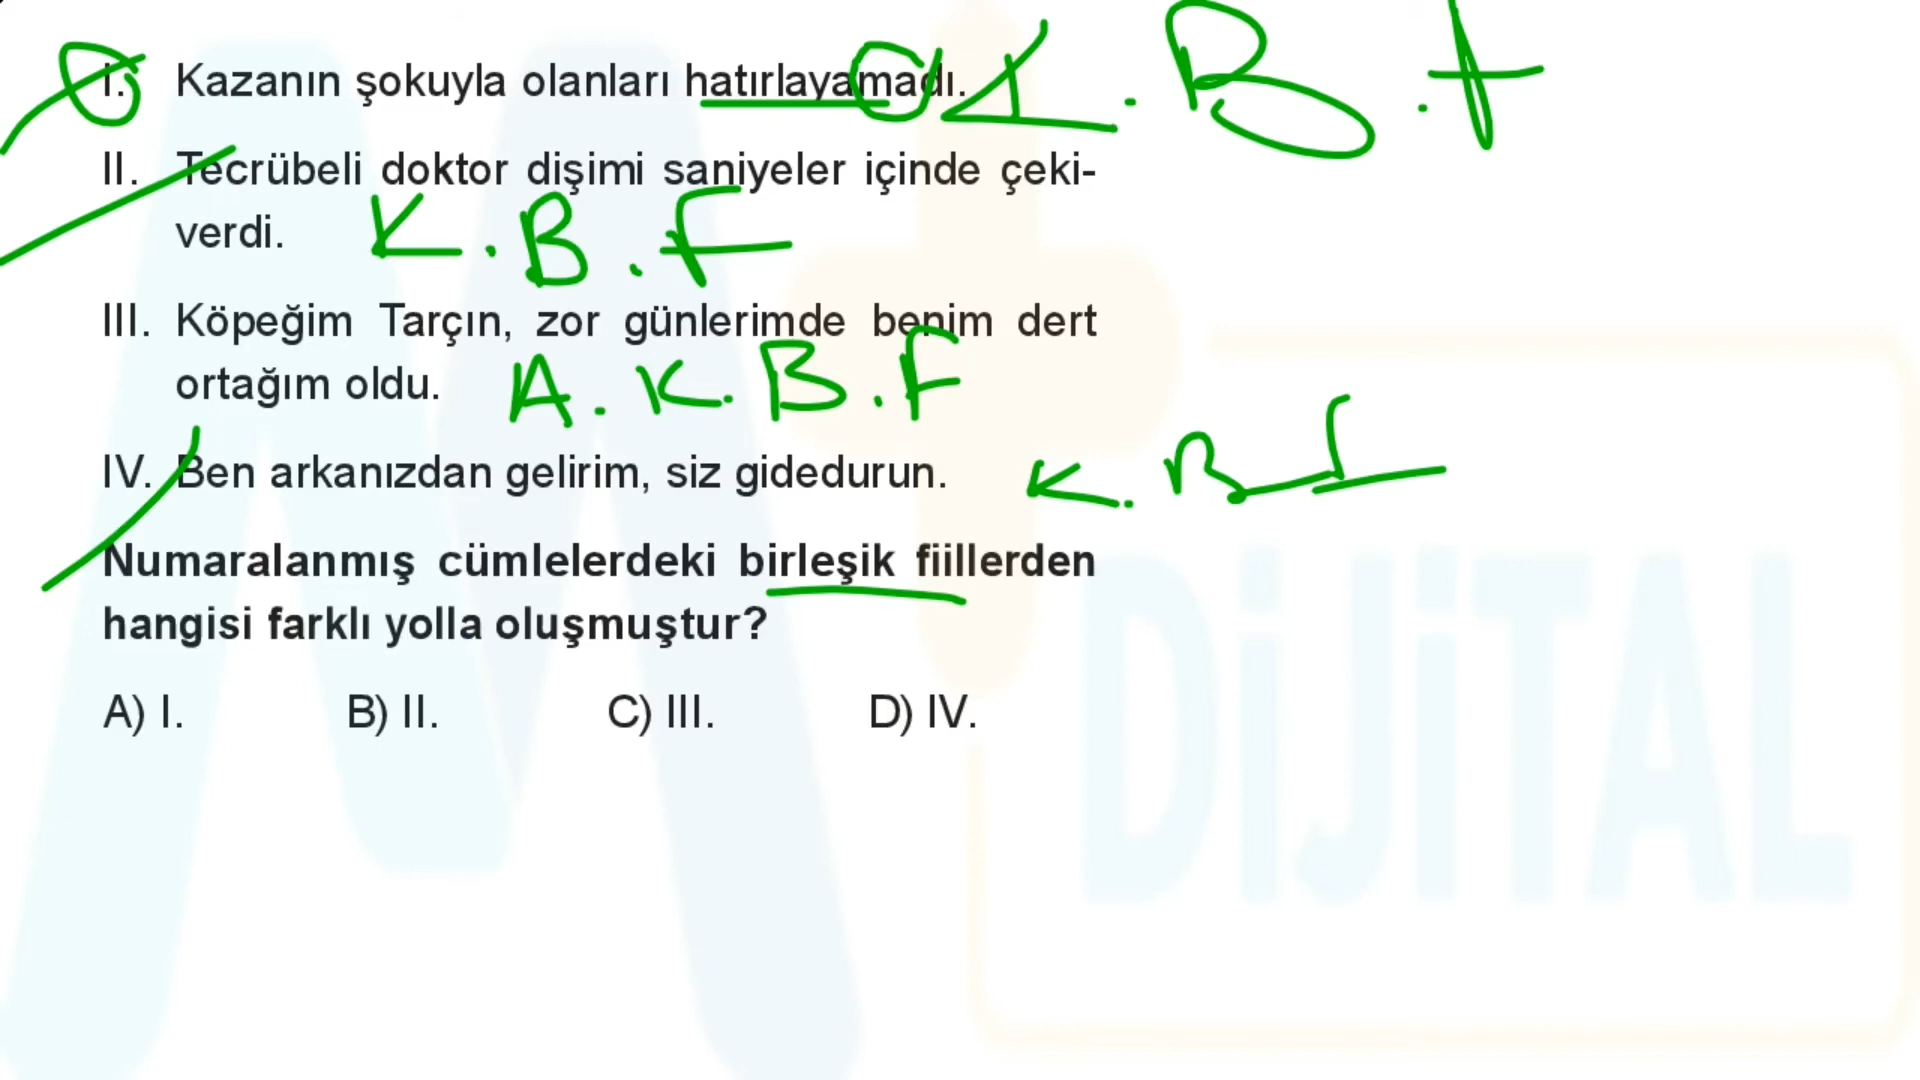 I. Kazanın şokuyla olanları hatırlayamadı. K.B.f
II. Tecrübeli doktor dişimi saniyeler içinde çeki-
verdi. K.B.F
III. Köpeğim Tarçın, zor günlerimde benim dert
ortağım oldu. A.K.B.F
IV. Ben arkanızdan gelirim, siz gidedurun. K.B.f
Numaralanmış cümlelerdeki birleşik fiillerden
hangisi farklı yolla oluşmuştur?
A) I. B) II. C) III. D) IV.
DİJİTAL